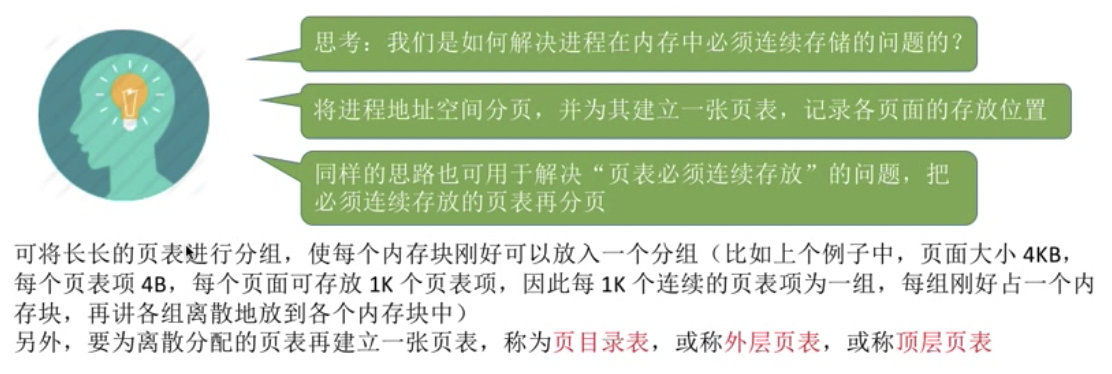 思考：我们是如何解决进程在内存中必须连续存储的问题的？
将进程地址空间分页，并为其建立一张页表，记录各页面的存放位置
同样的思路也可用于解决“页表必须连续存放”的问题，把
必须连续存放的页表再分页
可将长长的页表进行分组，使每个内存块刚好可以放入一个分组（比如上个例子中，页面大小 4KB，
每个页表项 4B，每个页面可存放 1K 个页表项，因此每 1K 个连续的页表项为一组，每组刚好占一个内
存块，再讲各组离散地放到各个内存块中）
另外，要为离散分配的页表再建立一张页表，称为页目录表，或称外层页表，或称顶层页表